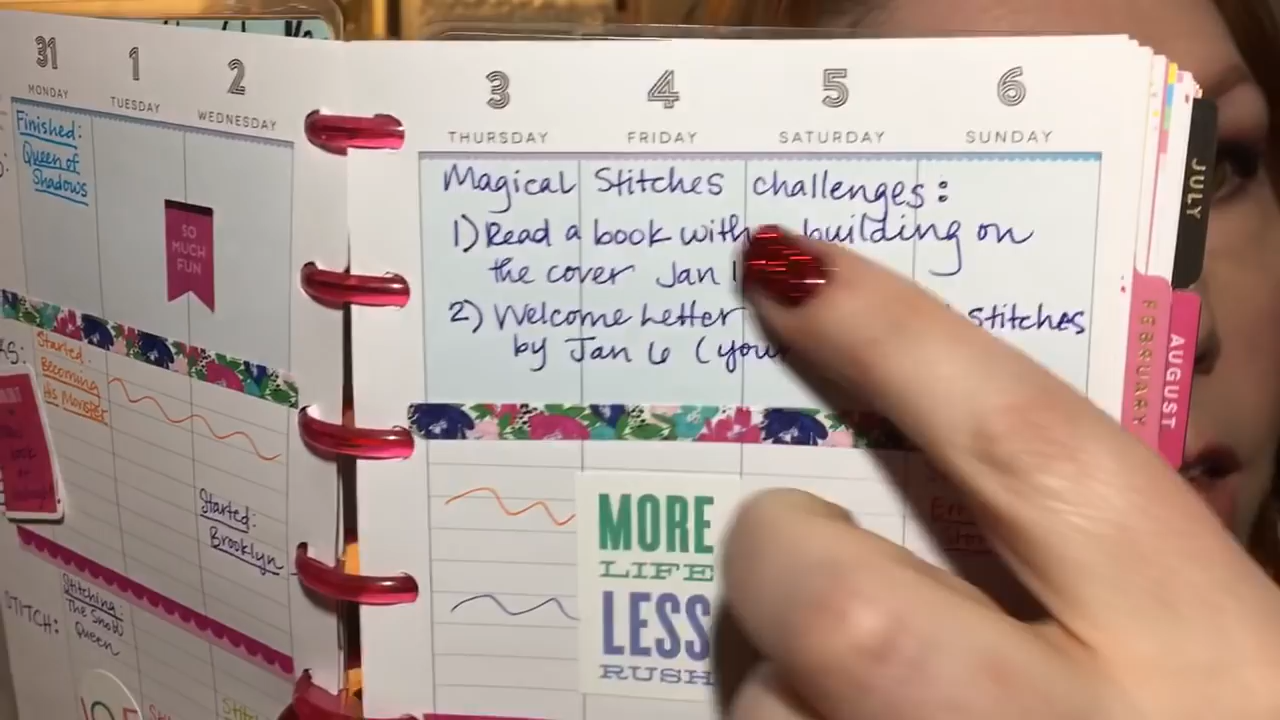 31
MONDAY
1
TUESDAY
2
WEDNESDAY
Finished:
Queen of
Shadows
SO
MUCH
FUN
Started:
Becoming
His Monster
Started:
Brooklyn
STITCH:
Stitching:
The Snow
Queen
3
THURSDAY
4
FRIDAY
5
SATURDAY
6
SUNDAY
Magical Stitches challenges:
1) Read a book with building on
the cover Jan
2) Welcome Letter stitches
by Jan 6
MORE
LIFE
LESS
RUSH
JULY
FEBRUARY
AUGUST